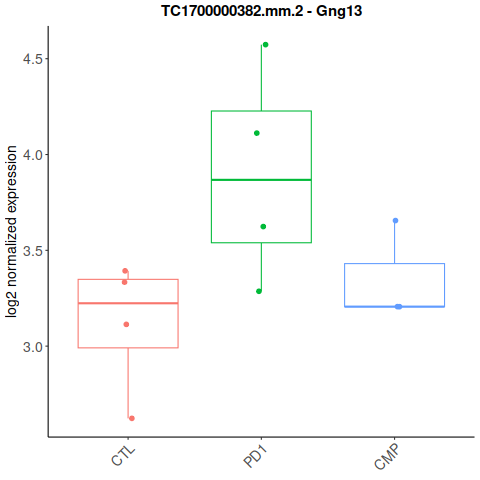 TC1700000382.mm.2 - Gng13
log2 normalized expression
4.5
4.0
3.5
3.0
CTL
PD1
CMP